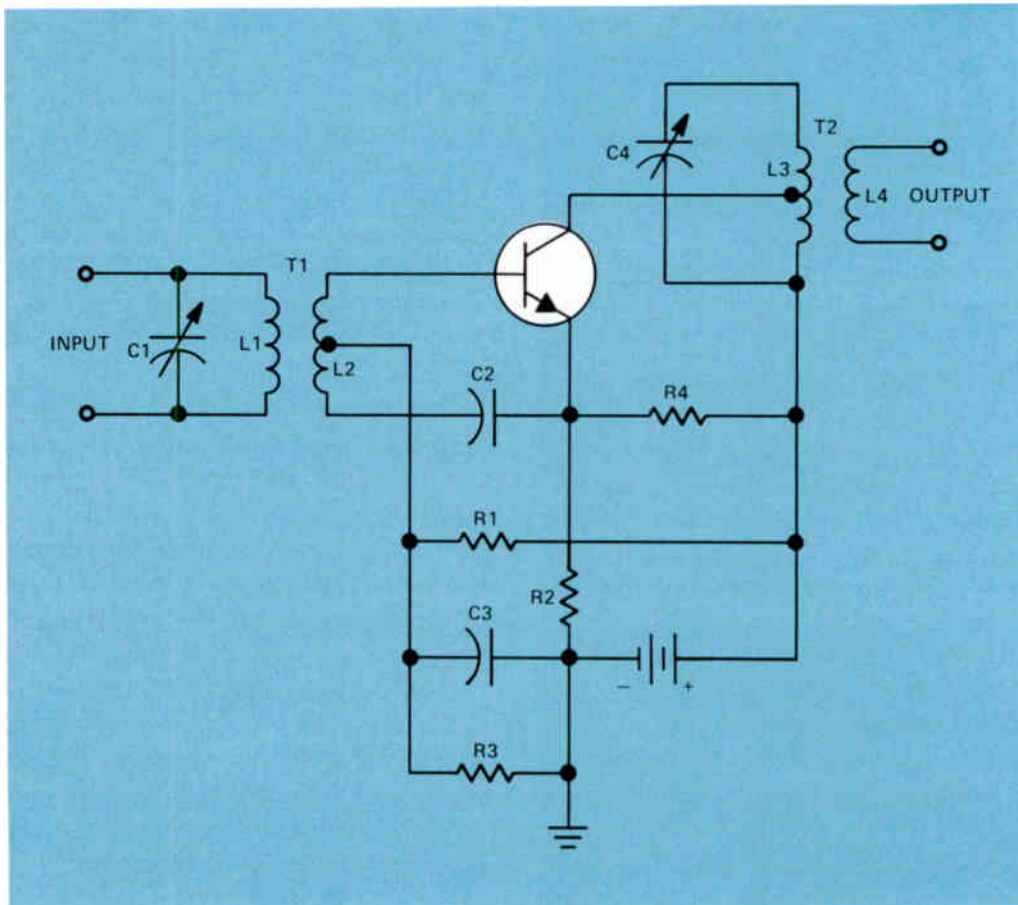 T2
C4
L3
L4 OUTPUT
T1
INPUT
C1
L1
L2
C2
R4
R1
R2
C3
− +
R3